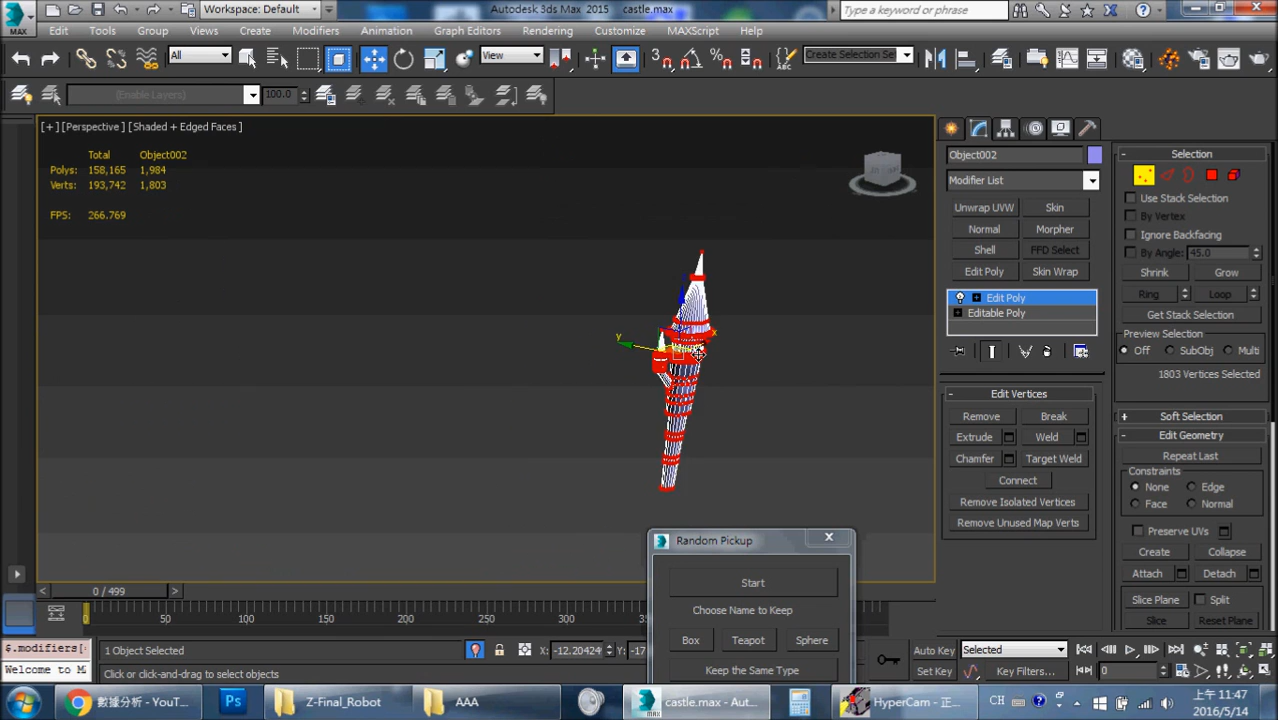 MAX
Workspace: Default
Autodesk 3ds Max 2015
castle.max
Type a keyword or phrase
Edit Tools Group Views Create Modifiers Animation Graph Editors Rendering Customize MAXScript Help
All
View
Create Selection Set
(Enable Layers)
100.0
[+] [Perspective] [Shaded + Edged Faces]
Total Object002
Polys: 158,165 1,984
Verts: 193,742 1,803
FPS: 266.769
y
x
Object002
Modifier List
Unwrap UVW Skin
Normal Morpher
Shell FFD Select
Edit Poly Skin Wrap
Edit Poly
Editable Poly
Edit Vertices
Remove Break
Extrude Weld
Chamfer Target Weld
Connect
Remove Isolated Vertices
Remove Unused Map Verts
Selection
Use Stack Selection
By Vertex
Ignore Backfacing
By Angle: 45.0
Shrink Grow
Ring Loop
Get Stack Selection
Preview Selection
Off SubObj Multi
1803 Vertices Selected
Soft Selection
Edit Geometry
Repeat Last
Constraints
None Edge
Face Normal
Preserve UVs
Create Collapse
Attach Detach
Slice Plane Split
Slice Reset Plane
Random Pickup
Start
Choose Name to Keep
Box Teapot Sphere
Keep the Same Type
0 / 499
0 50 100 150 200 250 300
$.modifiers[
Welcome to M
1 Object Selected
Click or click-and-drag to select objects
X: -12.20429
Y: -17
Auto Key Selected
Set Key Key Filters...
0
數據分析 - YouT...
Ps
Z-Final_Robot
AAA
castle.max - Aut...
HyperCam - 正...
CH
上午 11:47
2016/5/14